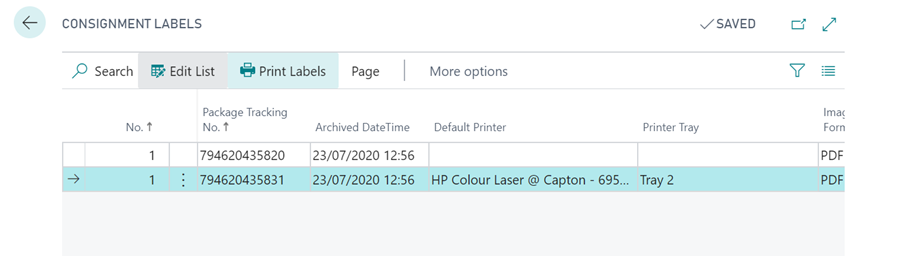 CONSIGNMENT LABELS
SAVED
Search Edit List Print Labels Page More options
No. ↑ Package Tracking No. ↑ Archived DateTime Default Printer Printer Tray Imag Form
1 794620435820 23/07/2020 12:56 PDF
1 794620435831 23/07/2020 12:56 HP Colour Laser @ Capton - 695... Tray 2 PDF